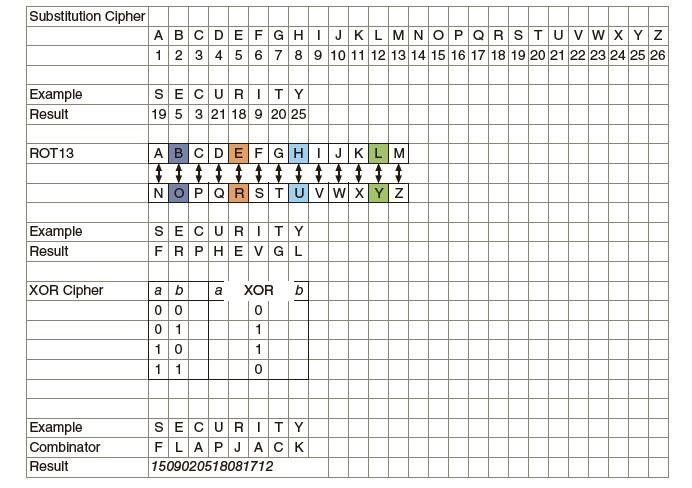 Substitution Cipher
A B C D E F G H I J K L M N O P Q R S T U V W X Y Z
1 2 3 4 5 6 7 8 9 10 11 12 13 14 15 16 17 18 19 20 21 22 23 24 25 26
Example S E C U R I T Y
Result 19 5 3 21 18 9 20 25
ROT13 A B C D E F G H I J K L M
N O P Q R S T U V W X Y Z
Example S E C U R I T Y
Result F R P H E V G L
XOR Cipher a b a XOR b
0 0 0
0 1 1
1 0 1
1 1 0
Example S E C U R I T Y
Combinator F L A P J A C K
Result 1509020518081712